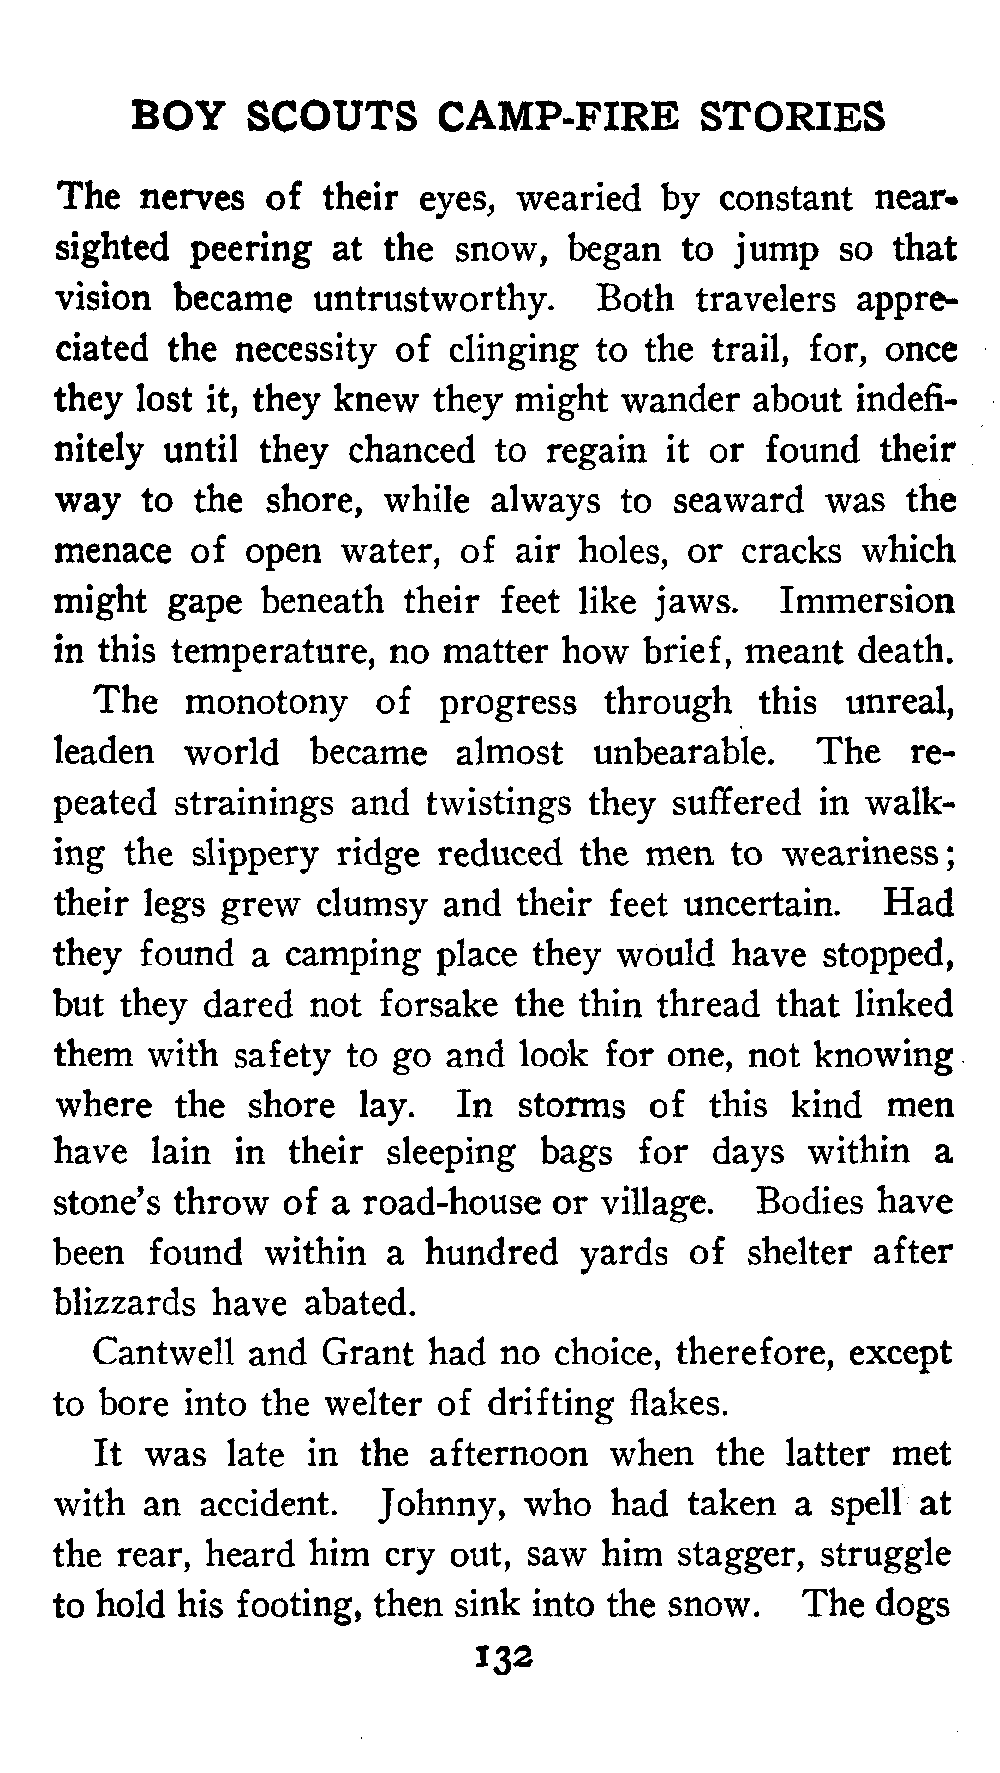 BOY SCOUTS CAMP-FIRE STORIES
The nerves of their eyes, wearied by constant near-
sighted peering at the snow, began to jump so that
vision became untrustworthy. Both travelers appre-
ciated the necessity of clinging to the trail, for, once
they lost it, they knew they might wander about indefi-
nitely until they chanced to regain it or found their
way to the shore, while always to seaward was the
menace of open water, of air holes, or cracks which
might gape beneath their feet like jaws. Immersion
in this temperature, no matter how brief, meant death.
The monotony of progress through this unreal,
leaden world became almost unbearable. The re-
peated strainings and twistings they suffered in walk-
ing the slippery ridge reduced the men to weariness;
their legs grew clumsy and their feet uncertain. Had
they found a camping place they would have stopped,
but they dared not forsake the thin thread that linked
them with safety to go and look for one, not knowing
where the shore lay. In storms of this kind men
have lain in their sleeping bags for days within a
stone's throw of a road-house or village. Bodies have
been found within a hundred yards of shelter after
blizzards have abated.
Cantwell and Grant had no choice, therefore, except
to bore into the welter of drifting flakes.
It was late in the afternoon when the latter met
with an accident. Johnny, who had taken a spell at
the rear, heard him cry out, saw him stagger, struggle
to hold his footing, then sink into the snow. The dogs
132